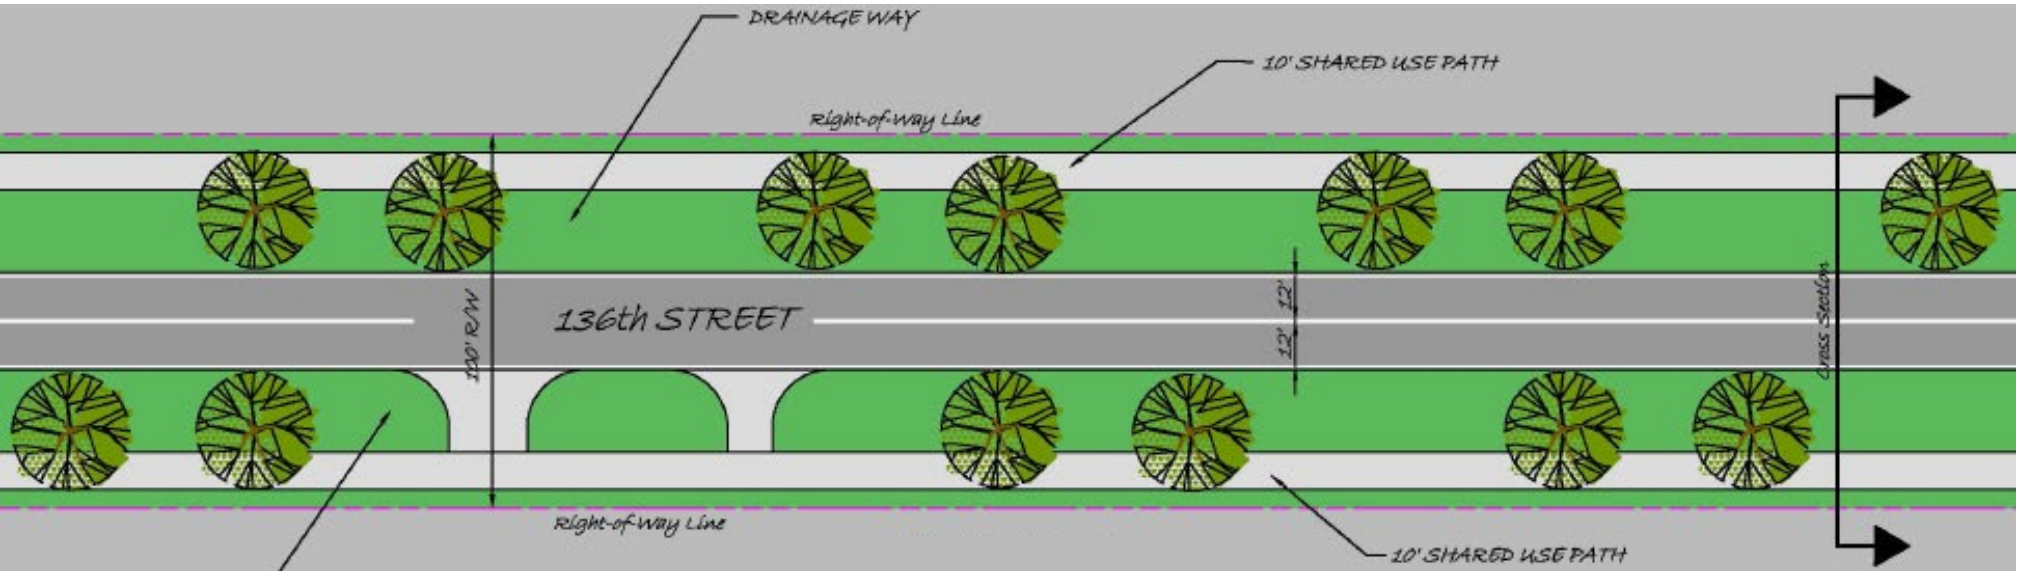 DRAINAGE WAY
10' SHARED USE PATH
Right-of-Way Line
12'
136th STREET
100' R/W
12'
Cross Section
Right-of-Way Line
10' SHARED USE PATH